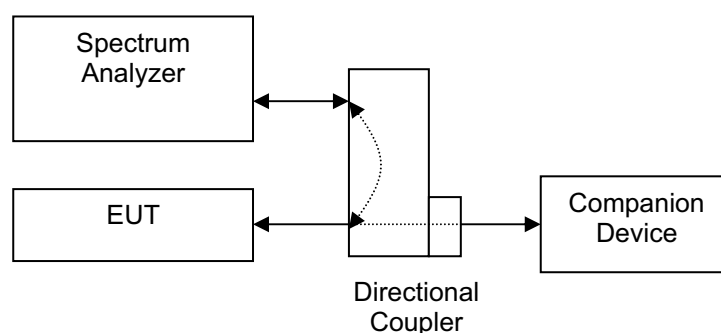 Spectrum
Analyzer
EUT
Companion
Device
Directional
Coupler